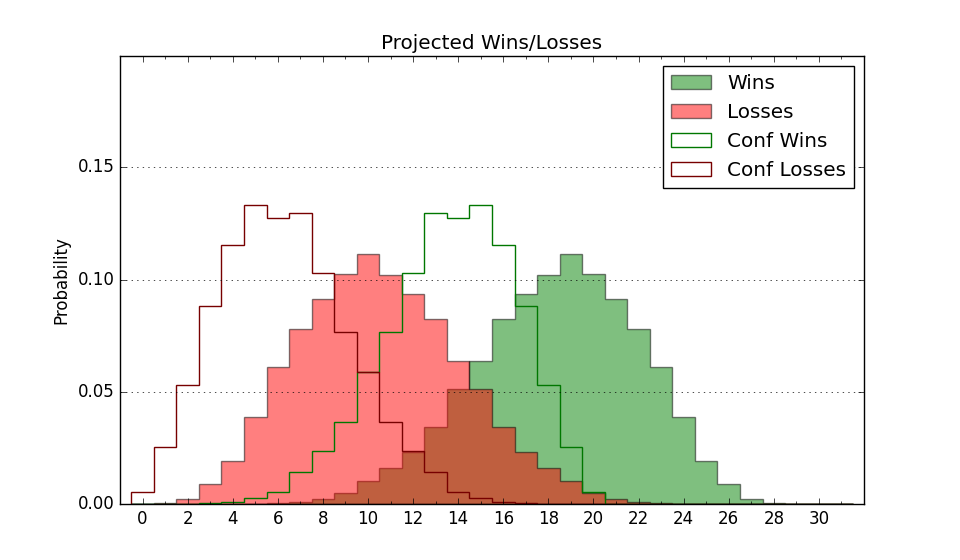 Projected Wins/Losses
Wins
Losses
Conf Wins
Conf Losses
Probability
0.15
0.10
0.05
0.00
0 2 4 6 8 10 12 14 16 18 20 22 24 26 28 30